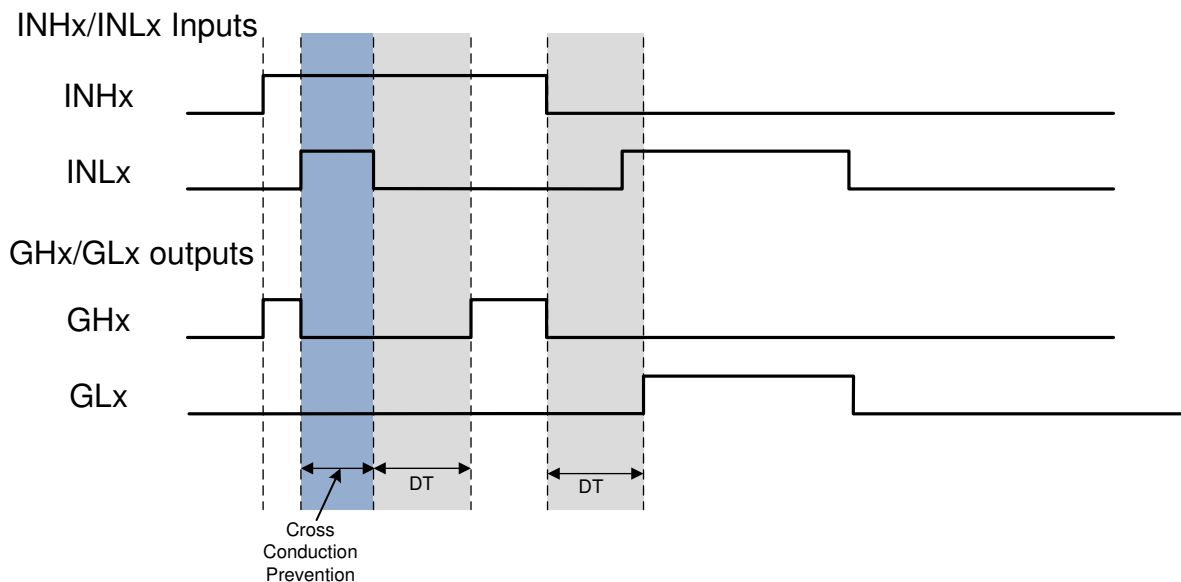 INHx/INLx Inputs
INHx
INLx
GHx/GLx outputs
GHx
GLx
DT
DT
Cross
Conduction
Prevention